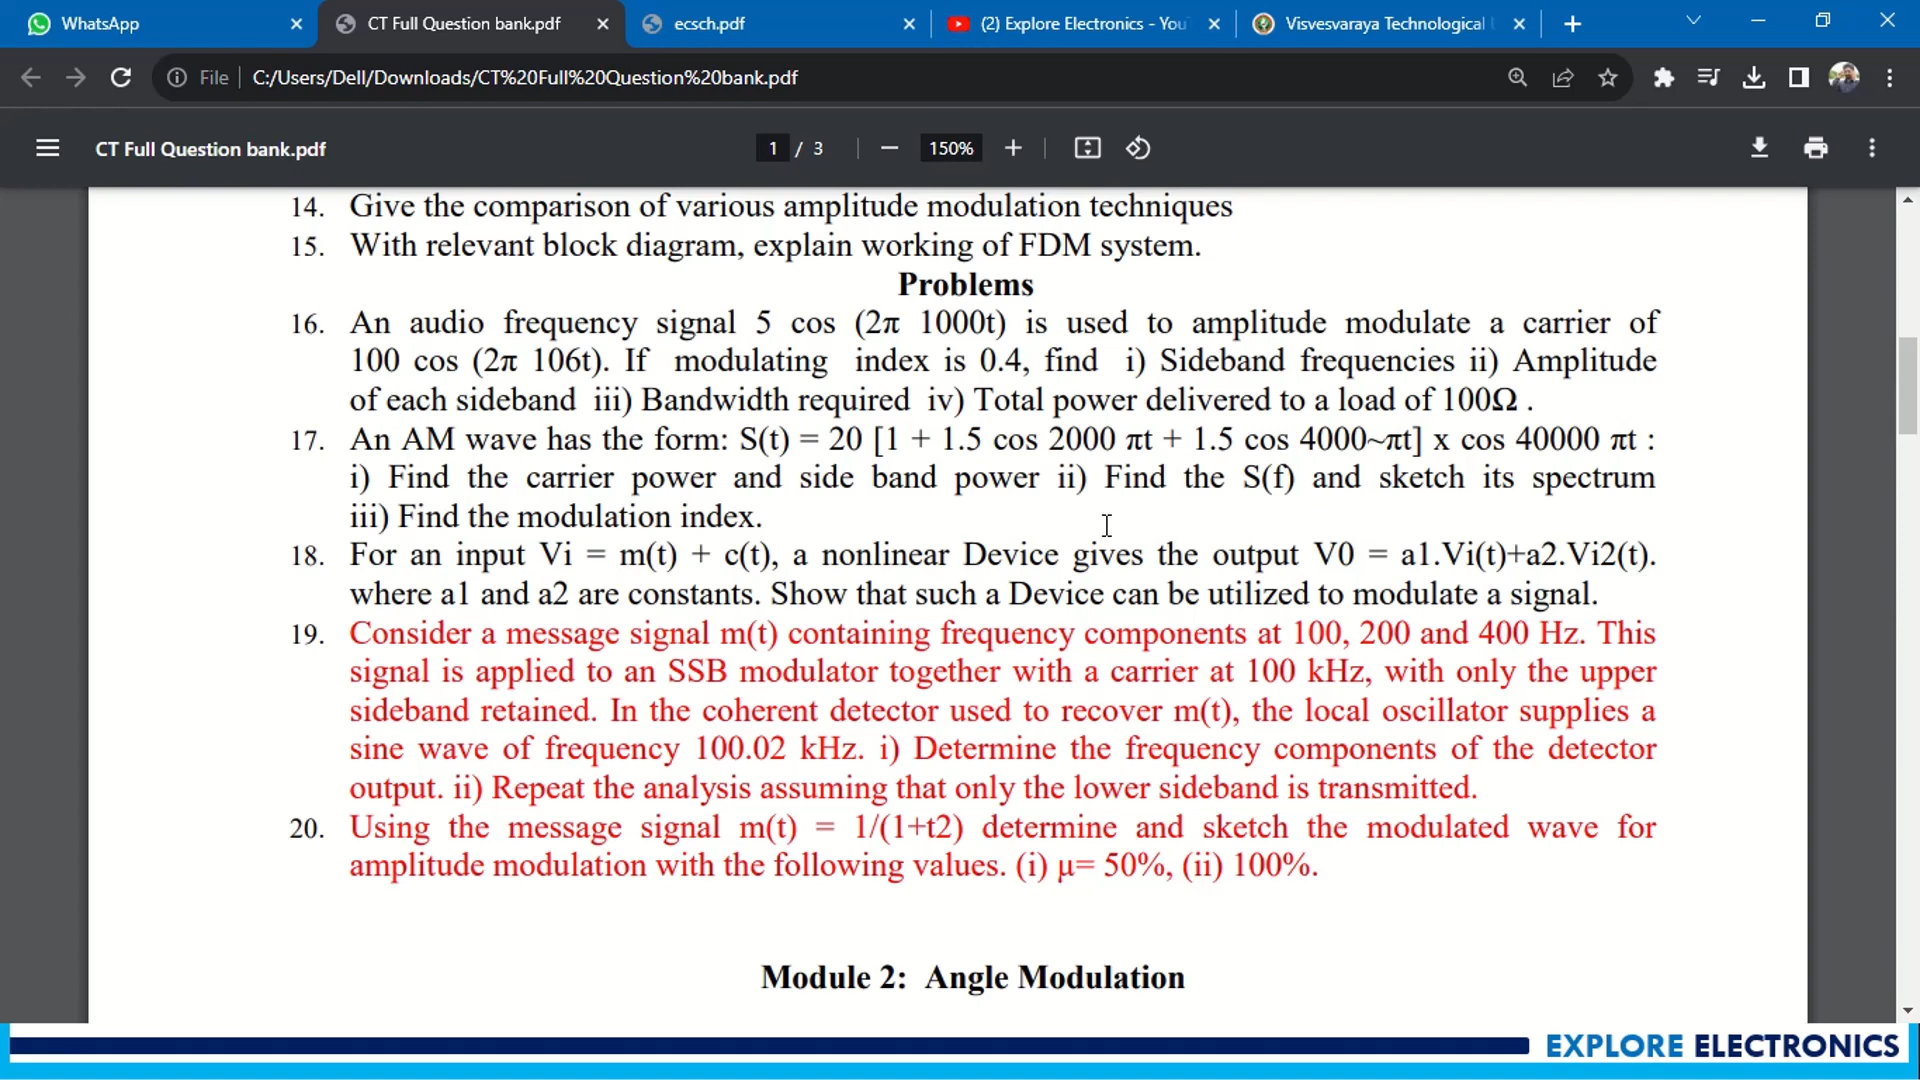 WhatsApp
CT Full Question bank.pdf
ecsch.pdf
(2) Explore Electronics - You
Visvesvaraya Technological
File
C:/Users/Dell/Downloads/CT%20Full%20Question%20bank.pdf
CT Full Question bank.pdf
1 / 3
150%
14. Give the comparison of various amplitude modulation techniques
15. With relevant block diagram, explain working of FDM system.
Problems
16. An audio frequency signal 5 cos (2π 1000t) is used to amplitude modulate a carrier of
100 cos (2π 106t). If modulating index is 0.4, find i) Sideband frequencies ii) Amplitude
of each sideband iii) Bandwidth required iv) Total power delivered to a load of 100Ω .
17. An AM wave has the form: S(t) = 20 [1 + 1.5 cos 2000 πt + 1.5 cos 4000~πt] x cos 40000 πt :
i) Find the carrier power and side band power ii) Find the S(f) and sketch its spectrum
iii) Find the modulation index.
18. For an input Vi = m(t) + c(t), a nonlinear Device gives the output V0 = a1.Vi(t)+a2.Vi2(t).
where a1 and a2 are constants. Show that such a Device can be utilized to modulate a signal.
19. Consider a message signal m(t) containing frequency components at 100, 200 and 400 Hz. This
signal is applied to an SSB modulator together with a carrier at 100 kHz, with only the upper
sideband retained. In the coherent detector used to recover m(t), the local oscillator supplies a
sine wave of frequency 100.02 kHz. i) Determine the frequency components of the detector
output. ii) Repeat the analysis assuming that only the lower sideband is transmitted.
20. Using the message signal m(t) = 1/(1+t2) determine and sketch the modulated wave for
amplitude modulation with the following values. (i) μ= 50%, (ii) 100%.
Module 2: Angle Modulation
EXPLORE ELECTRONICS